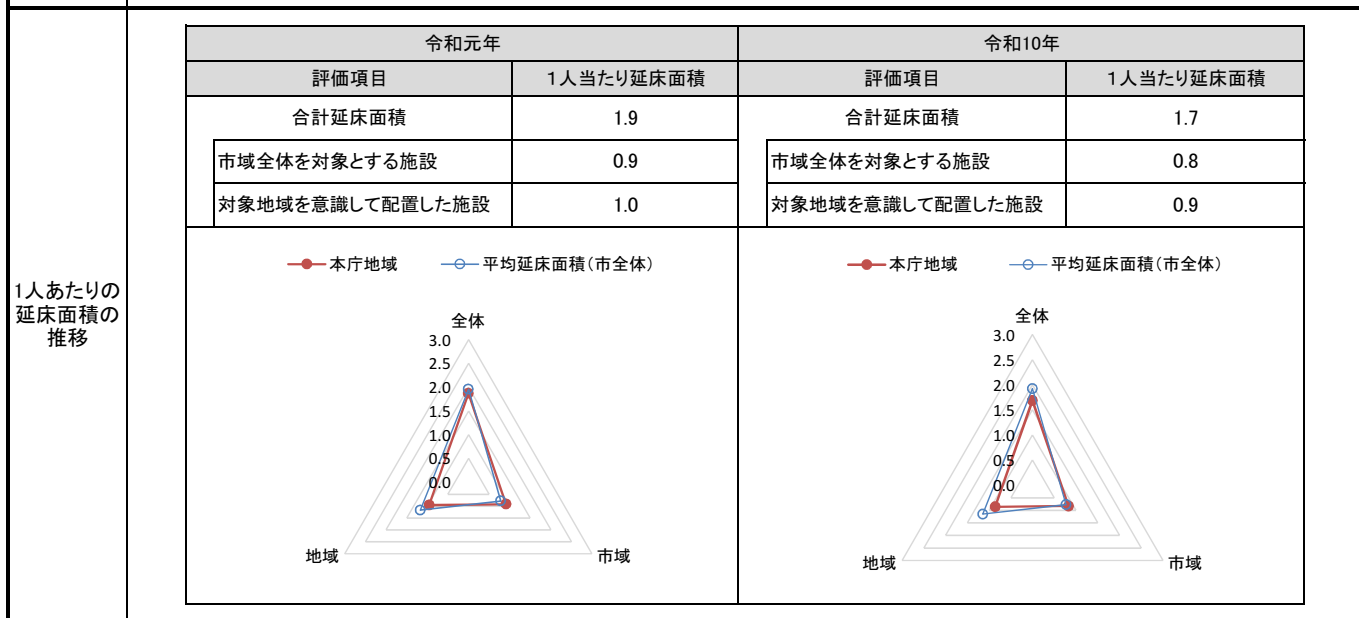 1人あたりの
延床面積の
推移
令和元年
評価項目 1人当たり延床面積
合計延床面積 1.9
市域全体を対象とする施設 0.9
対象地域を意識して配置した施設 1.0
本庁地域 平均延床面積(市全体)
全体
3.0
2.5
2.0
1.5
1.0
0.5
0.0
地域 市域
令和10年
評価項目 1人当たり延床面積
合計延床面積 1.7
市域全体を対象とする施設 0.8
対象地域を意識して配置した施設 0.9
本庁地域 平均延床面積(市全体)
全体
3.0
2.5
2.0
1.5
1.0
0.5
0.0
地域 市域